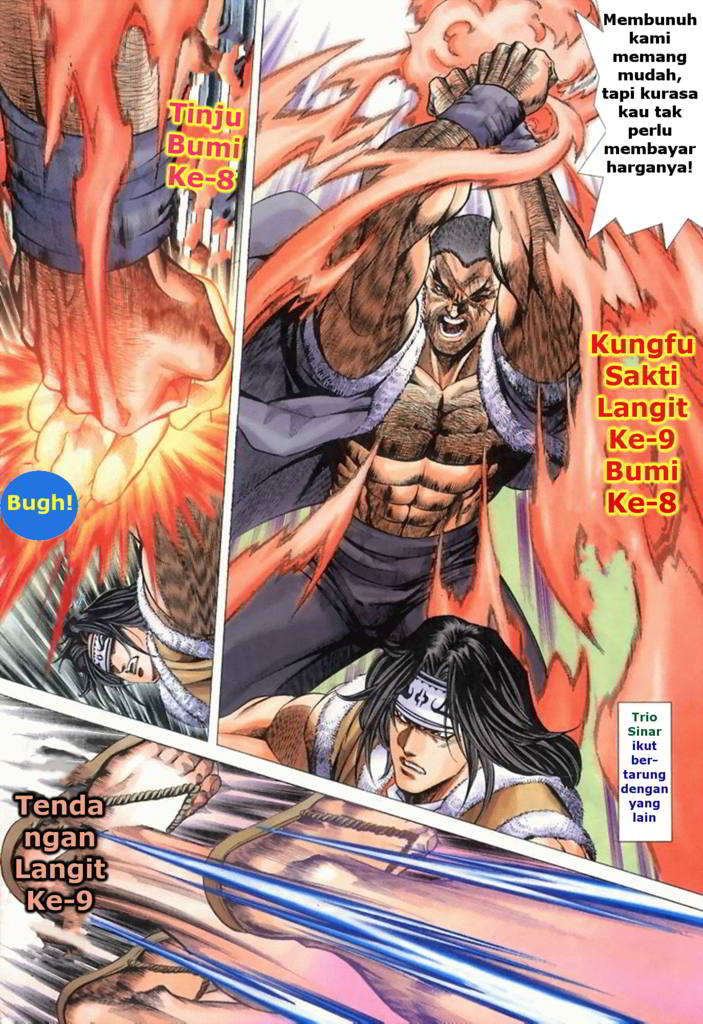 Membunuh
kami
memang
mudah,
tapi kurasa
kau tak
perlu
membayar
harganya!
Tinju
Bumi
Ke-8
Kungfu
Sakti
Langit
Ke-9
Bumi
Ke-8
Bugh!
Trio
Sinar
ikut
ber-
tarung
dengan
yang
lain
Tenda
ngan
Langit
Ke-9